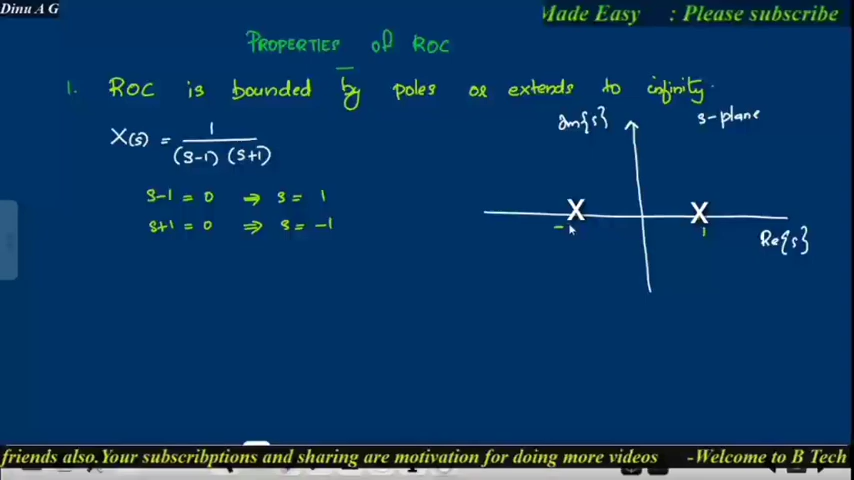 Dinu A G
Made Easy : Please subscribe
PROPERTIES of ROC
1. ROC is bounded by poles or extends to infinity.
X(s) = 1 / (s-1) (s+1)
Im{s}
s-plane
s-1 = 0 ⇒ s = 1
s+1 = 0 ⇒ s = -1
X X
- 1
Re{s}
friends also.Your subscribptions and sharing are motivation for doing more videos -Welcome to B Tech